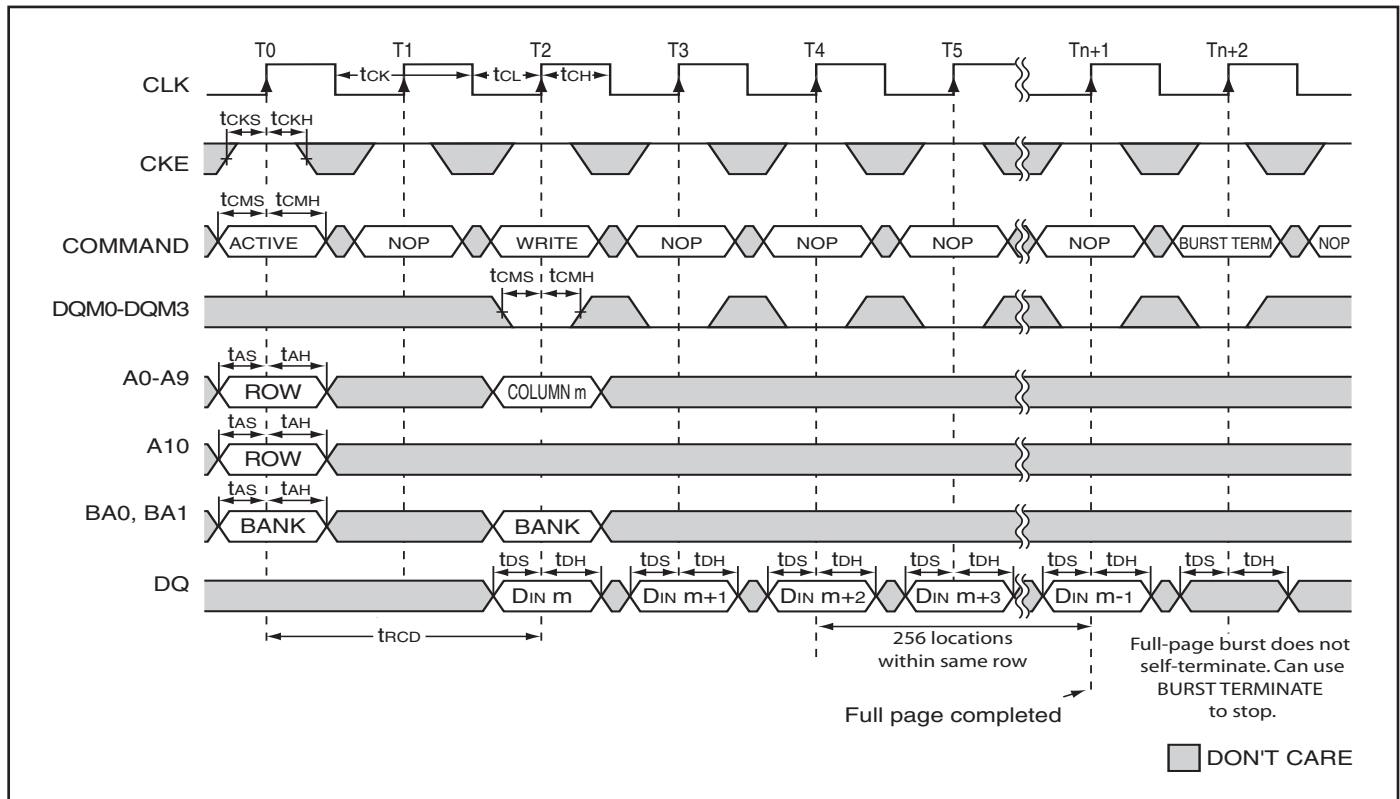 T0 T1 T2 T3 T4 T5 Tn+1 Tn+2
CLK
tCK tCL tCH
tCKS tCKH
CKE
tCMS tCMH
COMMAND ACTIVE NOP WRITE NOP NOP NOP NOP BURST TERM NOP
tCMS tCMH
DQM0-DQM3
tAS tAH
A0-A9 ROW COLUMN m
tAS tAH
A10 ROW
tAS tAH
BA0, BA1 BANK BANK
tDS tDH tDS tDH tDS tDH tDS tDH tDS tDH tDS tDH
DQ DIN m DIN m+1 DIN m+2 DIN m+3 DIN m-1
tRCD
256 locations
within same row
Full page completed
Full-page burst does not
self-terminate. Can use
BURST TERMINATE
to stop.
DON'T CARE